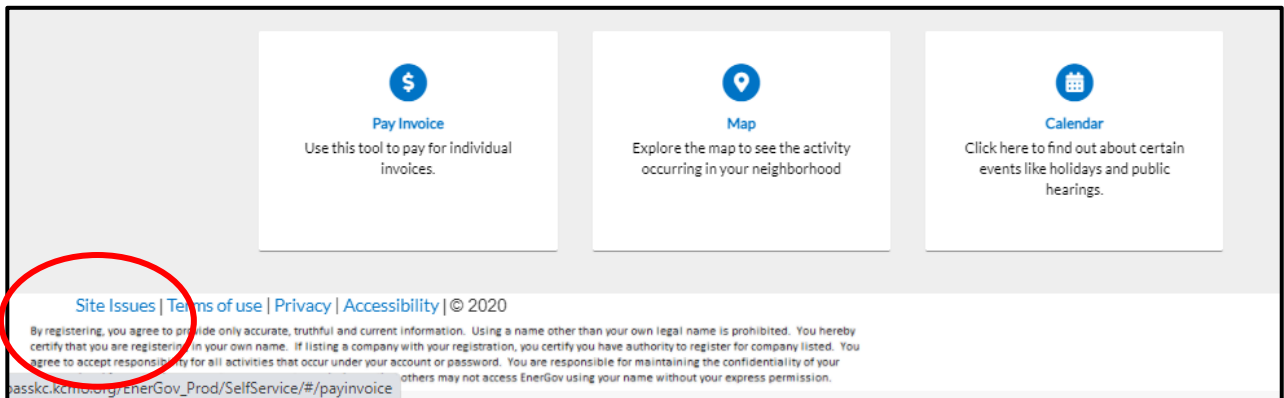 Pay Invoice
Use this tool to pay for individual
invoices.
Map
Explore the map to see the activity
occurring in your neighborhood
Calendar
Click here to find out about certain
events like holidays and public
hearings.
Site Issues | Terms of use | Privacy | Accessibility | © 2020
By registering, you agree to provide only accurate, truthful and current information. Using a name other than your own legal name is prohibited. You hereby
certify that you are registering in your own name. If listing a company with your registration, you certify you have authority to register for company listed. You
agree to accept responsibility for all activities that occur under your account or password. You are responsible for maintaining the confidentiality of your
others may not access EnerGov using your name without your express permission.
passkc.kcmo.org/EnerGov_Prod/SelfService/#/payinvoice